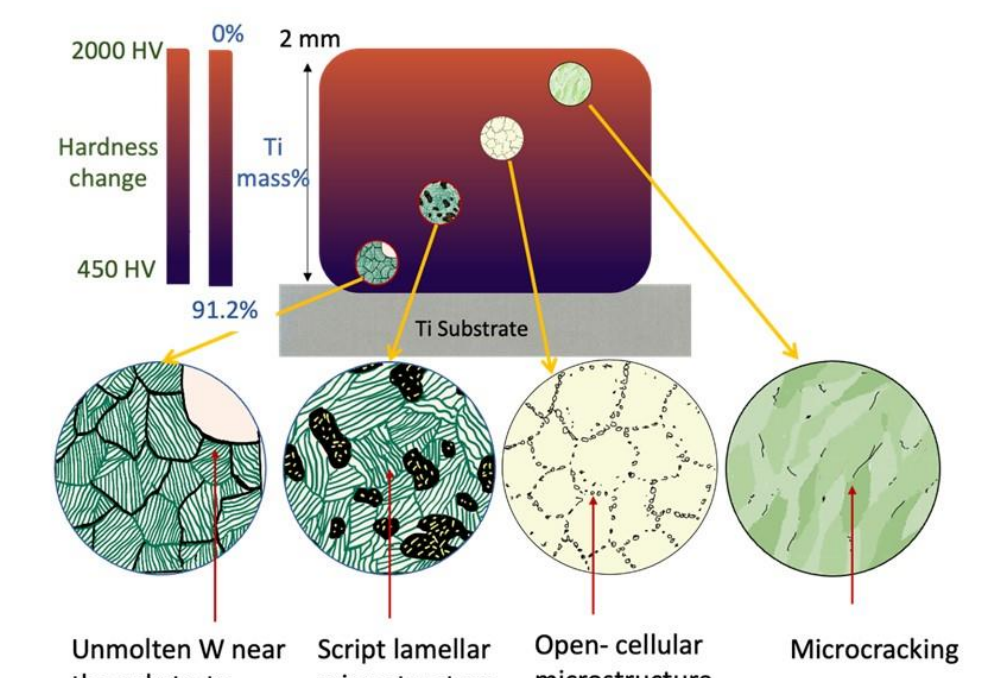 2000 HV
0%
2 mm
Hardness
change
Ti
mass%
450 HV
91.2%
Ti Substrate
Unmolten W near
Script lamellar
Open- cellular
Microcracking